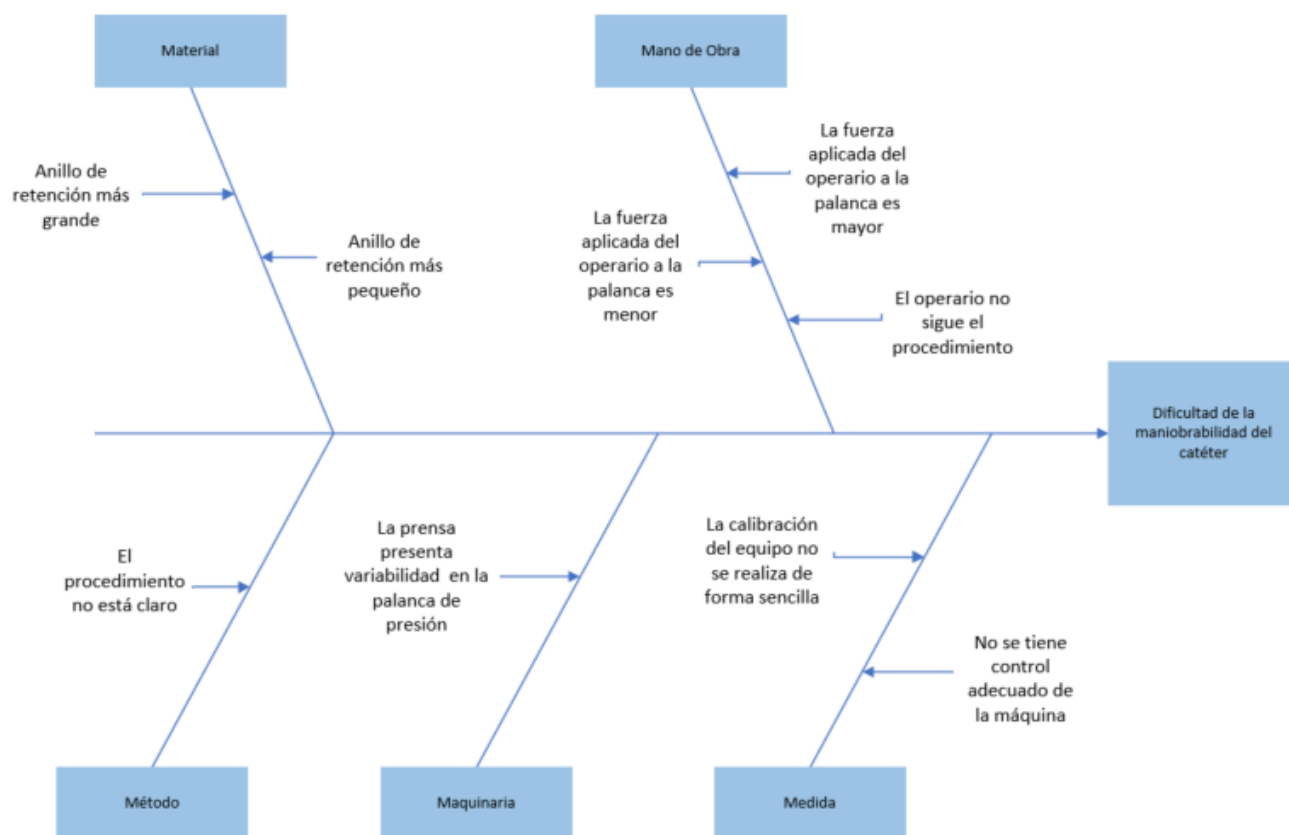 Material
Mano de Obra
La fuerza
aplicada del
operario a la
palanca es
mayor
Anillo de
retención más
grande
La fuerza
aplicada del
operario a la
palanca es
menor
Anillo de
retención más
pequeño
El operario no
sigue el
procedimiento
Dificultad de la
maniobrabilidad del
catéter
El
procedimiento
no está claro
La prensa
presenta
variabilidad en la
palanca de
presión
La calibración
del equipo no
se realiza de
forma sencilla
No se tiene
control
adecuado de
la máquina
Método
Maquinaria
Medida